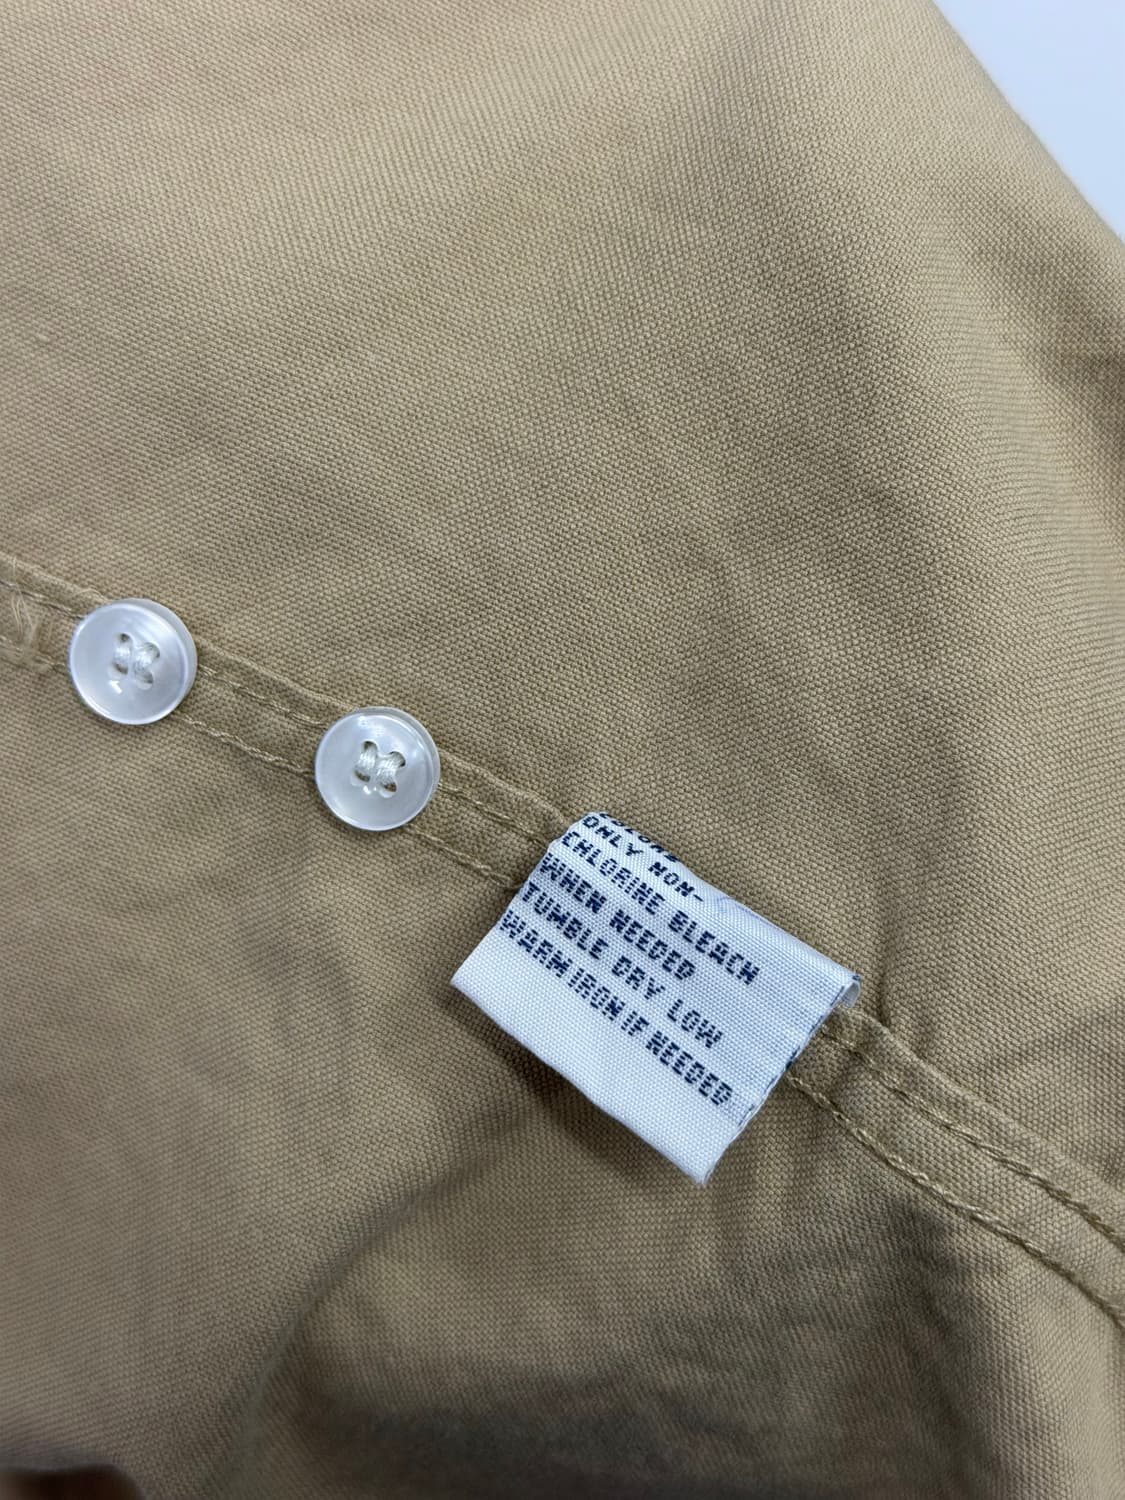 ONLY NON-
CHLORINE BLEACH
WHEN NEEDED
TUMBLE DRY LOW
WARM IRON IF NEEDED